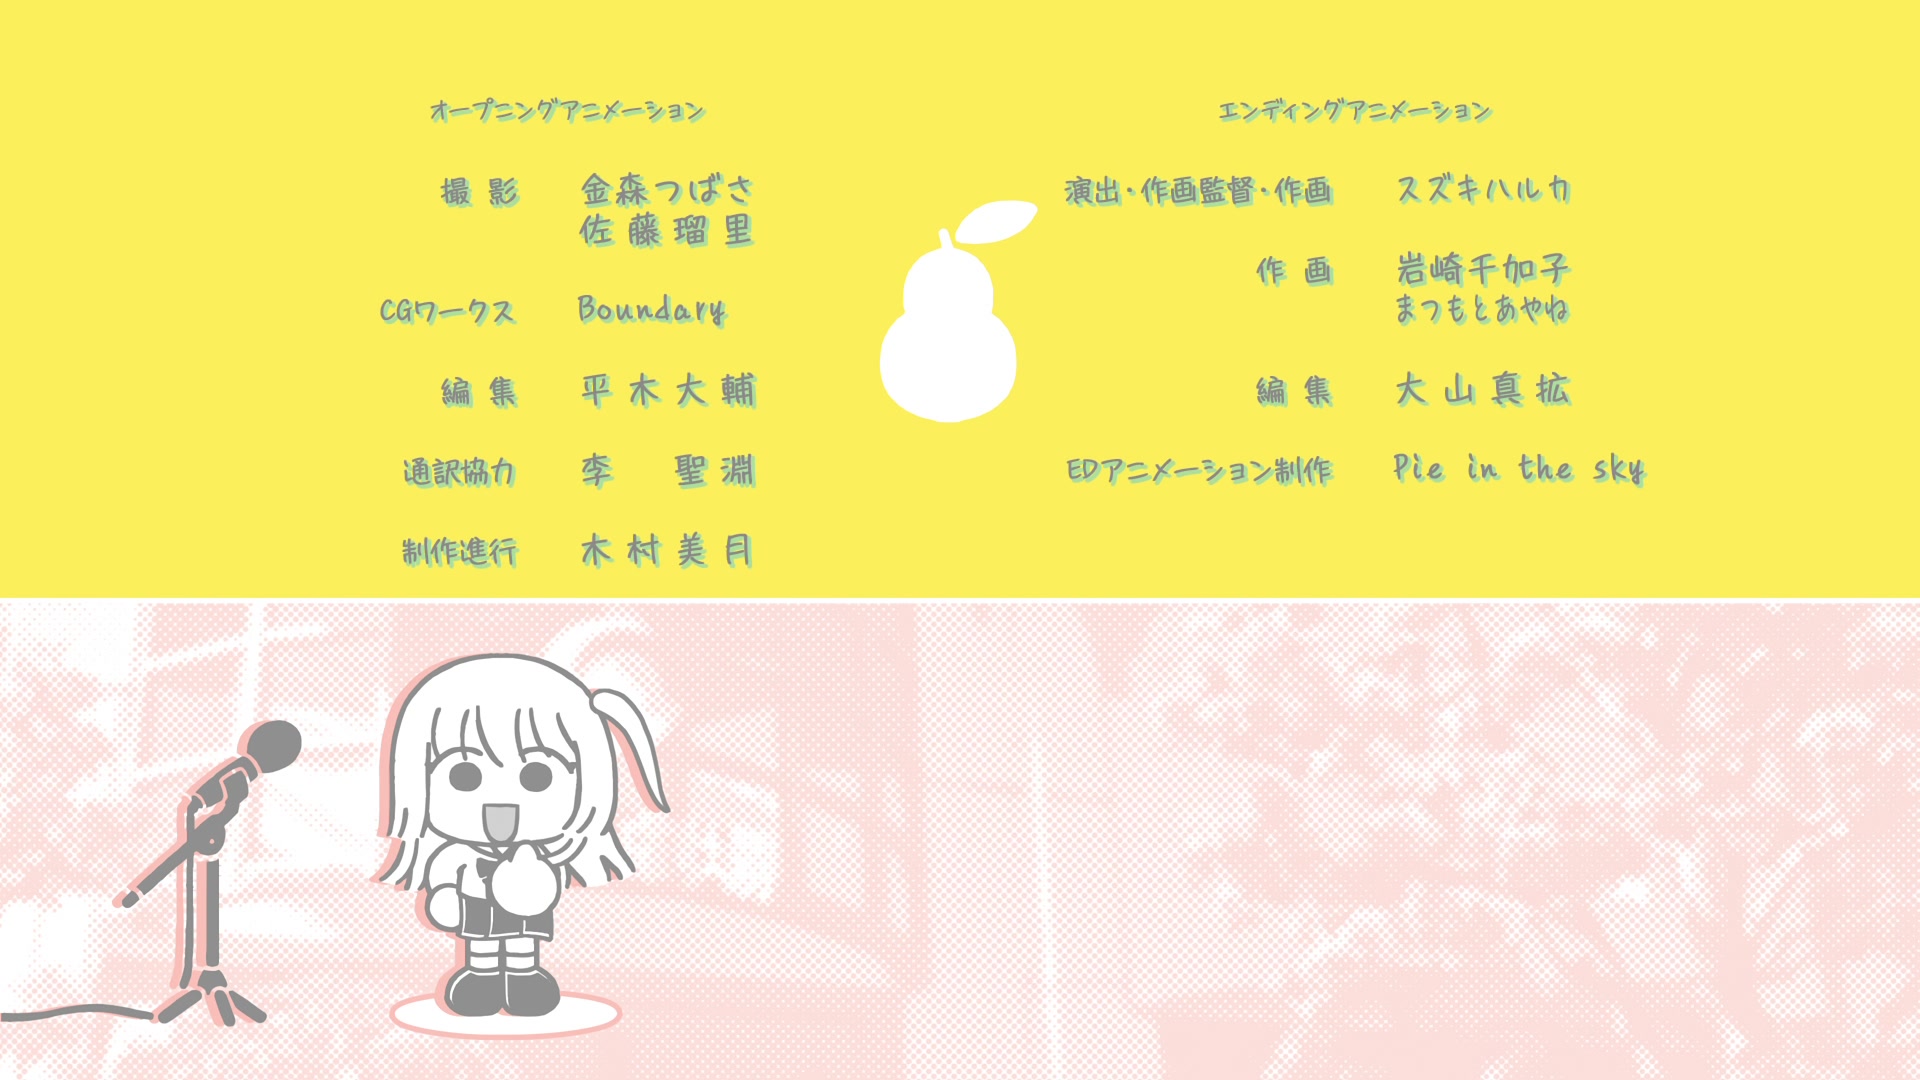 オープニングアニメーション
撮影 金森つばさ
佐藤瑠里
CGワークス Boundary
編集 平木大輔
通訳協力 李 聖淵
制作進行 木村美月
エンディングアニメーション
演出・作画監督・作画 スズキハルカ
作画 岩崎千加子
まつもとあやね
編集 大山真拡
EDアニメーション制作 Pie in the sky